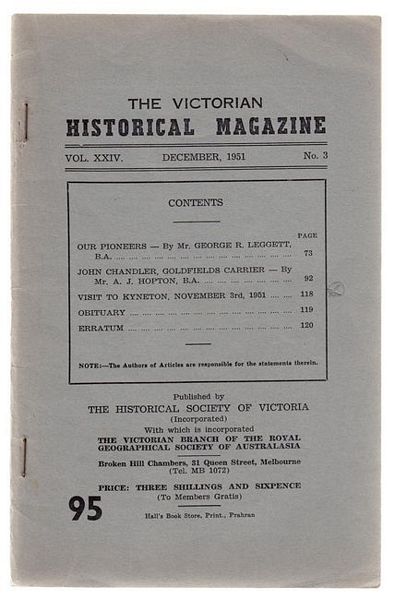 THE VICTORIAN
HISTORICAL MAGAZINE
VOL. XXIV. DECEMBER, 1951 No. 3
CONTENTS
PAGE
OUR PIONEERS — By Mr. GEORGE R. LEGGETT,
B.A. .... 73
JOHN CHANDLER, GOLDFIELDS CARRIER — By
Mr. A. J. HOPTON, B.A. .... 92
VISIT TO KYNETON, NOVEMBER 3rd, 1951 .... 118
OBITUARY .... 119
ERRATUM .... 120
NOTE:—The Authors of Articles are responsible for the statements therein.
Published by
THE HISTORICAL SOCIETY OF VICTORIA
(Incorporated)
With which is incorporated
THE VICTORIAN BRANCH OF THE ROYAL
GEOGRAPHICAL SOCIETY OF AUSTRALASIA
Broken Hill Chambers, 31 Queen Street, Melbourne
(Tel. MB 1072)
PRICE: THREE SHILLINGS AND SIXPENCE
(To Members Gratis)
95
Hall's Book Store, Print., Prahran